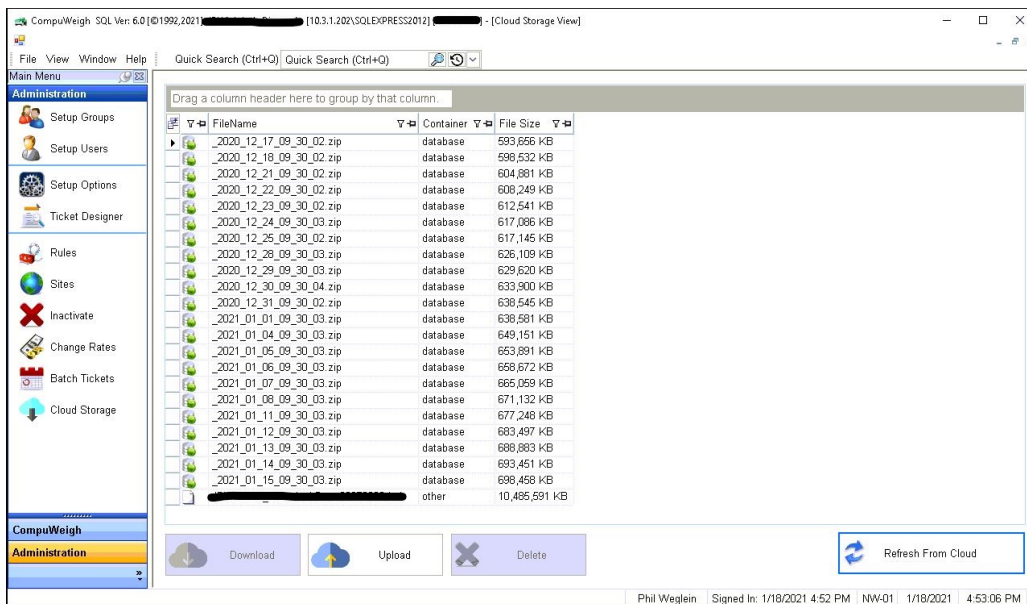 CompuWeigh SQL Ver: 6.0 [©1992,2021] [10.3.1.202\SQLEXPRESS2012] [ ] - [Cloud Storage View]
File View Window Help Quick Search (Ctrl+Q) Quick Search (Ctrl+Q)
Main Menu
Administration
Setup Groups
Setup Users
Setup Options
Ticket Designer
Rules
Sites
Inactivate
Change Rates
Batch Tickets
Cloud Storage
CompuWeigh
Administration
»
Drag a column header here to group by that column.
FileName Container File Size
_2020_12_17_09_30_02.zip database 593,656 KB
_2020_12_18_09_30_02.zip database 598,532 KB
_2020_12_21_09_30_02.zip database 604,881 KB
_2020_12_22_09_30_02.zip database 608,249 KB
_2020_12_23_09_30_02.zip database 612,541 KB
_2020_12_24_09_30_03.zip database 617,086 KB
_2020_12_25_09_30_02.zip database 617,145 KB
_2020_12_28_09_30_03.zip database 626,109 KB
_2020_12_29_09_30_03.zip database 629,620 KB
_2020_12_30_09_30_04.zip database 633,900 KB
_2020_12_31_09_30_02.zip database 638,545 KB
_2021_01_01_09_30_03.zip database 638,581 KB
_2021_01_04_09_30_03.zip database 649,151 KB
_2021_01_05_09_30_03.zip database 653,891 KB
_2021_01_06_09_30_03.zip database 658,672 KB
_2021_01_07_09_30_03.zip database 665,059 KB
_2021_01_08_09_30_03.zip database 671,132 KB
_2021_01_11_09_30_03.zip database 677,248 KB
_2021_01_12_09_30_03.zip database 683,497 KB
_2021_01_13_09_30_03.zip database 688,883 KB
_2021_01_14_09_30_03.zip database 693,451 KB
_2021_01_15_09_30_03.zip database 698,458 KB
other 10,485,591 KB
Download Upload Delete Refresh From Cloud
Phil Weglein Signed In: 1/18/2021 4:52 PM NW-01 1/18/2021 4:53:06 PM